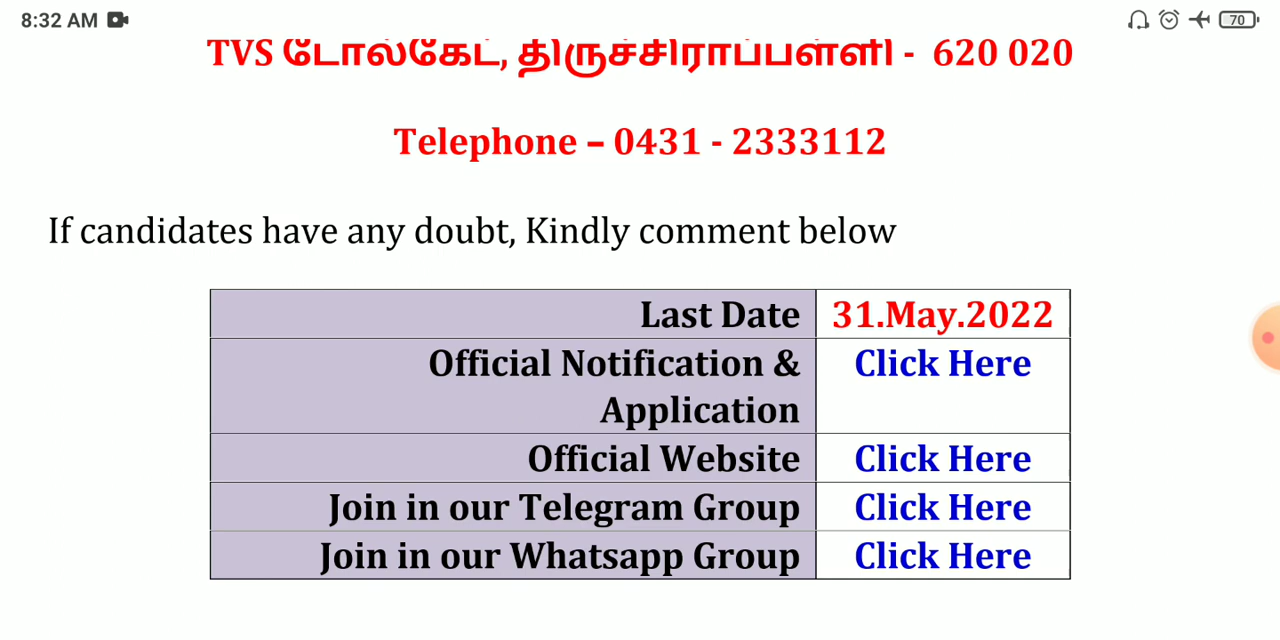 8:32 AM
70
TVS டோல்கேட், திருச்சிராப்பள்ளி - 620 020
Telephone – 0431 - 2333112
If candidates have any doubt, Kindly comment below
Last Date 31.May.2022
Official Notification & Click Here
Application
Official Website Click Here
Join in our Telegram Group Click Here
Join in our Whatsapp Group Click Here